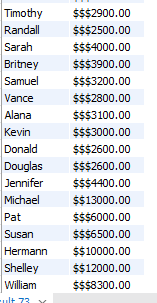 Timothy $$$2900.00
Randall $$$2500.00
Sarah $$$4000.00
Britney $$$3900.00
Samuel $$$3200.00
Vance $$$2800.00
Alana $$$3100.00
Kevin $$$3000.00
Donald $$$2600.00
Douglas $$$2600.00
Jennifer $$$4400.00
Michael $$13000.00
Pat $$$6000.00
Susan $$$6500.00
Hermann $$10000.00
Shelley $$12000.00
William $$$8300.00
ult 73